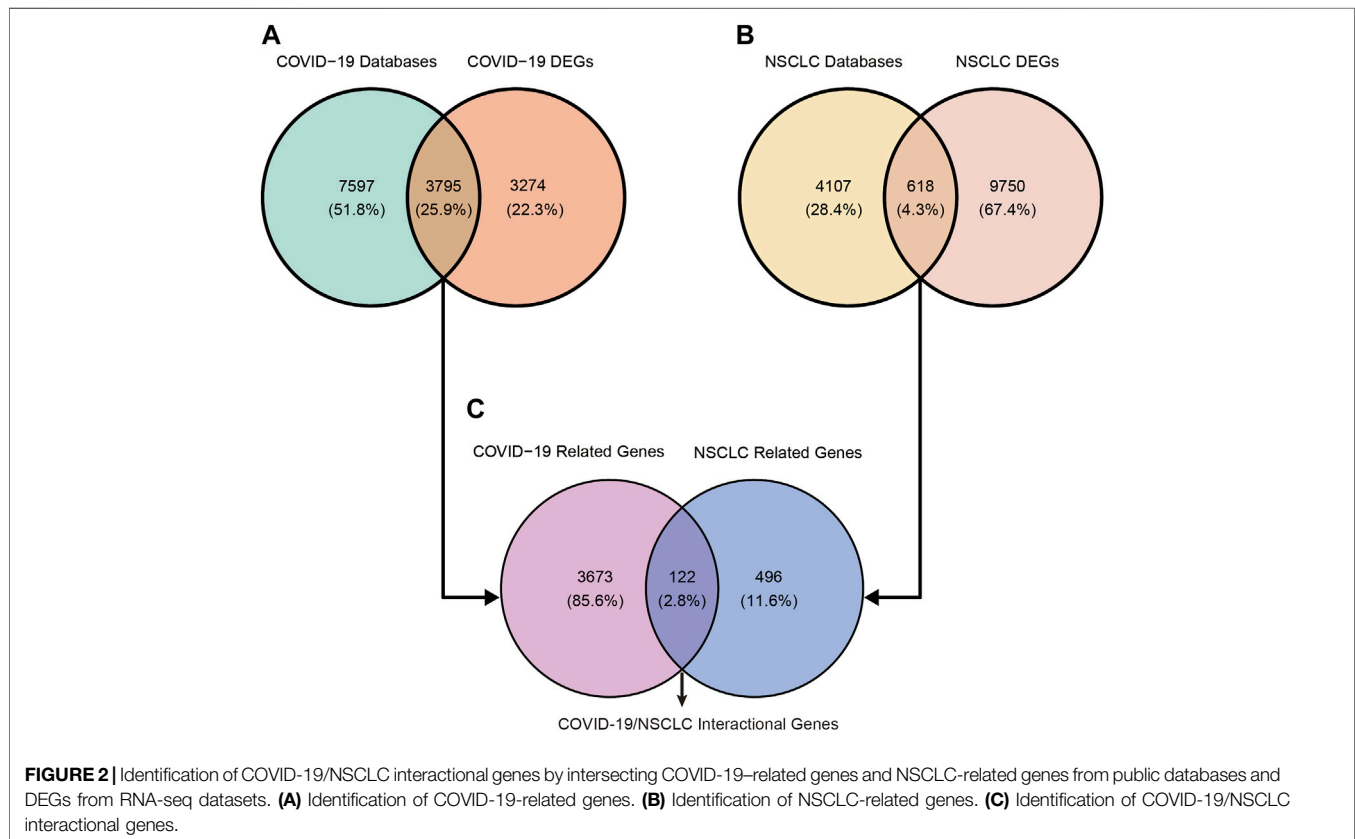 A
COVID−19 Databases
COVID−19 DEGs
7597
(51.8%)
3795
(25.9%)
3274
(22.3%)
B
NSCLC Databases
NSCLC DEGs
4107
(28.4%)
618
(4.3%)
9750
(67.4%)
C
COVID−19 Related Genes
NSCLC Related Genes
3673
(85.6%)
122
(2.8%)
496
(11.6%)
COVID-19/NSCLC Interactional Genes
FIGURE 2 | Identification of COVID-19/NSCLC interactional genes by intersecting COVID-19–related genes and NSCLC-related genes from public databases and
DEGs from RNA-seq datasets. (A) Identification of COVID-19-related genes. (B) Identification of NSCLC-related genes. (C) Identification of COVID-19/NSCLC
interactional genes.